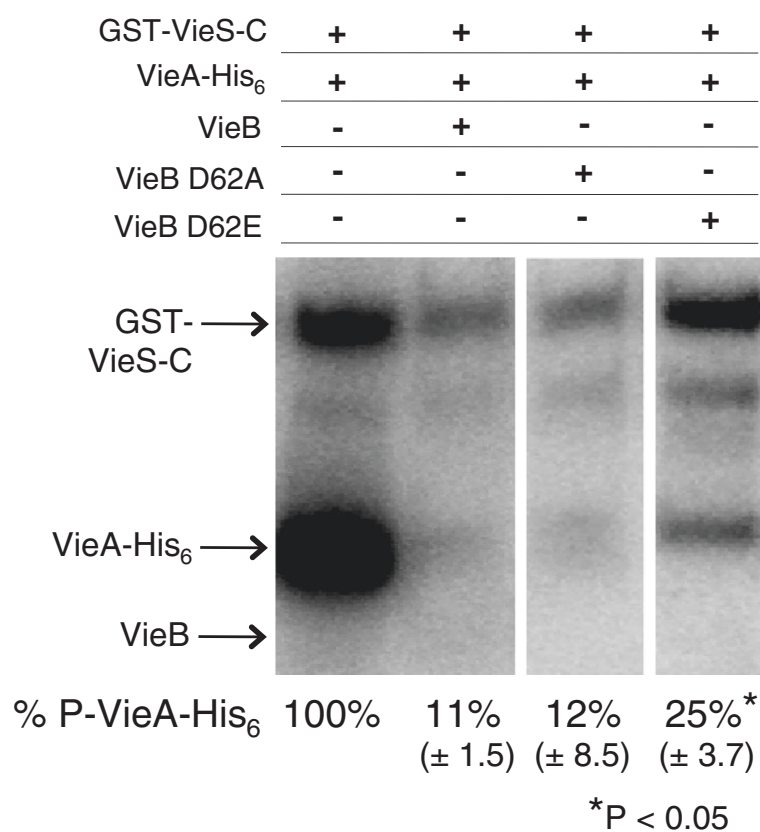 GST-VieS-C + + + +
VieA-His₆ + + + +
VieB - + - -
VieB D62A - - + -
VieB D62E - - - +
GST-
VieS-C
VieA-His₆
VieB
% P-VieA-His₆ 100% 11% 12% 25%*
(± 1.5) (± 8.5) (± 3.7)
*P < 0.05